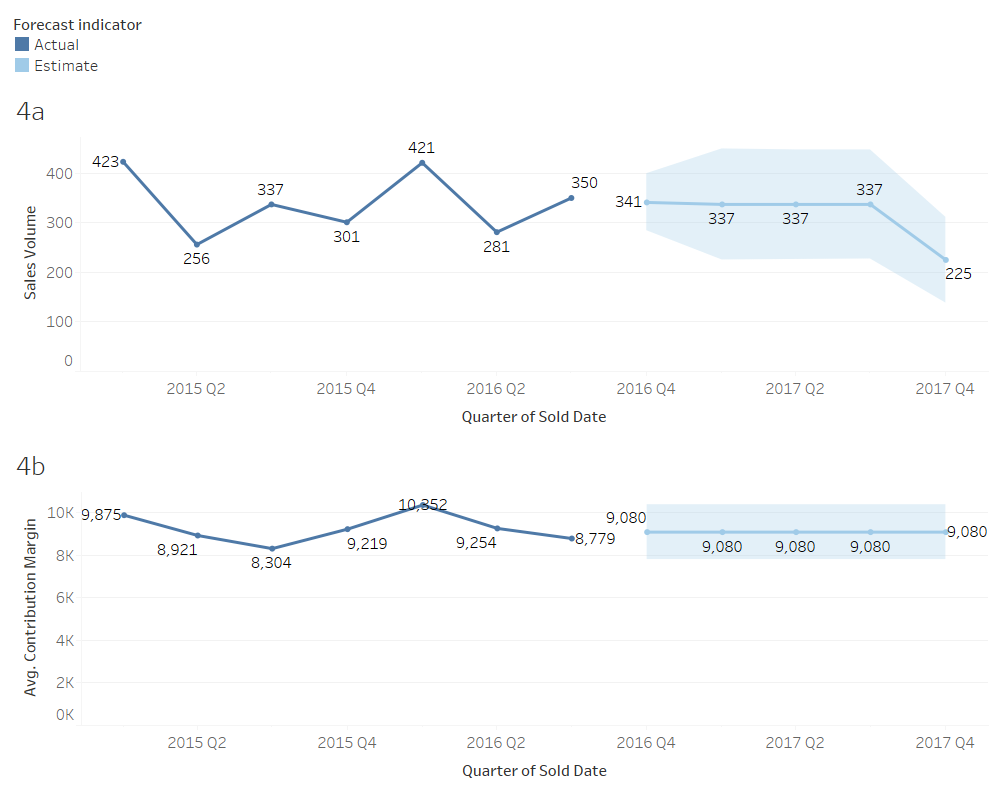 Forecast indicator
Actual
Estimate
4a
Sales Volume
400
300
200
100
0
423
256
337
301
421
281
350
341
337
337
337
225
2015 Q2
2015 Q4
2016 Q2
2016 Q4
2017 Q2
2017 Q4
Quarter of Sold Date
4b
Avg. Contribution Margin
10K
8K
6K
4K
2K
0K
9,875
8,921
8,304
9,219
10,352
9,254
8,779
9,080
9,080
9,080
9,080
9,080
2015 Q2
2015 Q4
2016 Q2
2016 Q4
2017 Q2
2017 Q4
Quarter of Sold Date